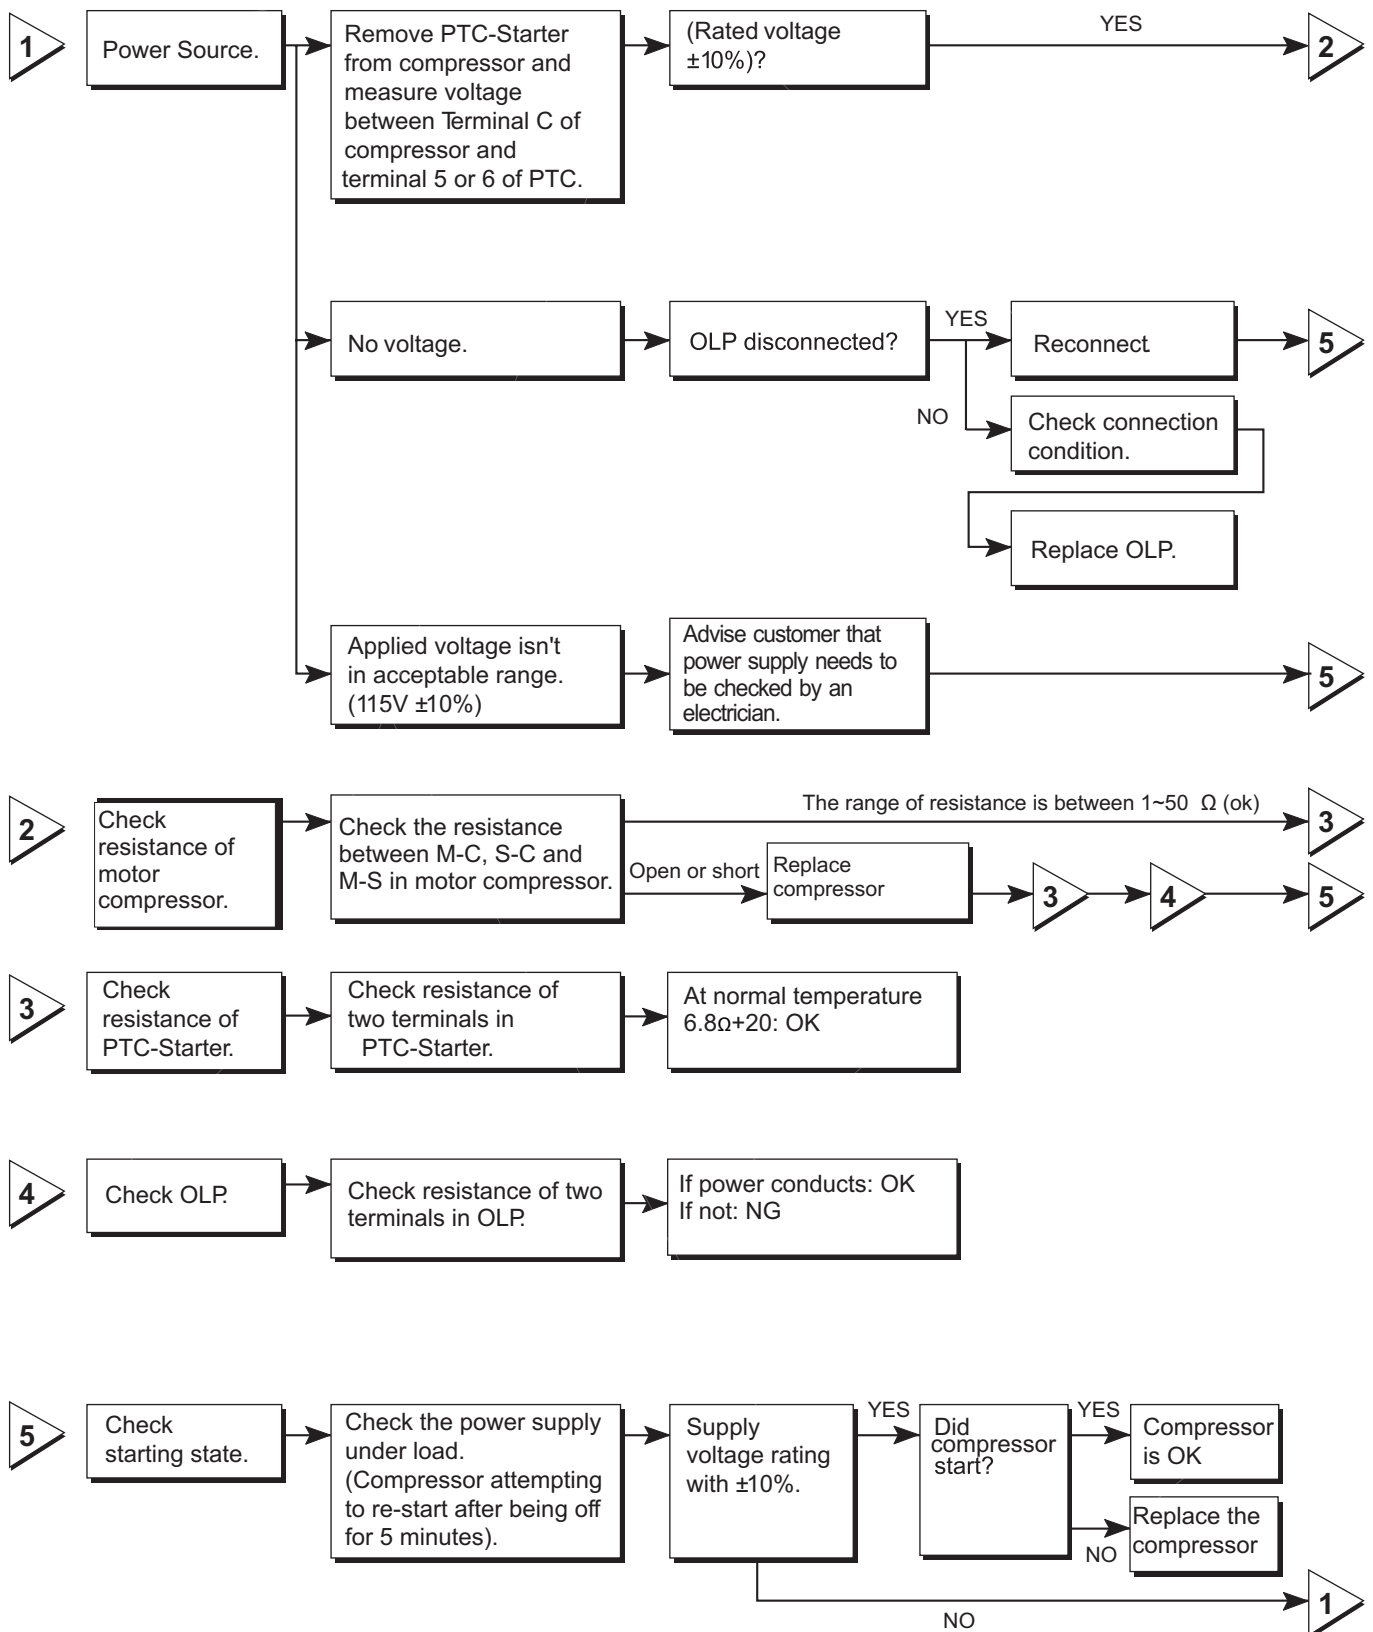 1
Power Source.
Remove PTC-Starter
from compressor and
measure voltage
between Terminal C of
compressor and
terminal 5 or 6 of PTC.
(Rated voltage
±10%)?
YES
2
No voltage.
OLP disconnected?
YES
Reconnect.
5
NO
Check connection
condition.
Replace OLP.
Applied voltage isn't
in acceptable range.
(115V ±10%)
Advise customer that
power supply needs to
be checked by an
electrician.
5
2
Check
resistance of
motor
compressor.
Check the resistance
between M-C, S-C and
M-S in motor compressor.
The range of resistance is between 1~50 Ω (ok)
3
Open or short
Replace
compressor
3
4
5
3
Check
resistance of
PTC-Starter.
Check resistance of
two terminals in
PTC-Starter.
At normal temperature
6.8Ω+20: OK
4
Check OLP.
Check resistance of two
terminals in OLP.
If power conducts: OK
If not: NG
5
Check
starting state.
Check the power supply
under load.
(Compressor attempting
to re-start after being off
for 5 minutes).
Supply
voltage rating
with ±10%.
YES
Did
compressor
start?
YES
Compressor
is OK
NO
Replace the
compressor
NO
1